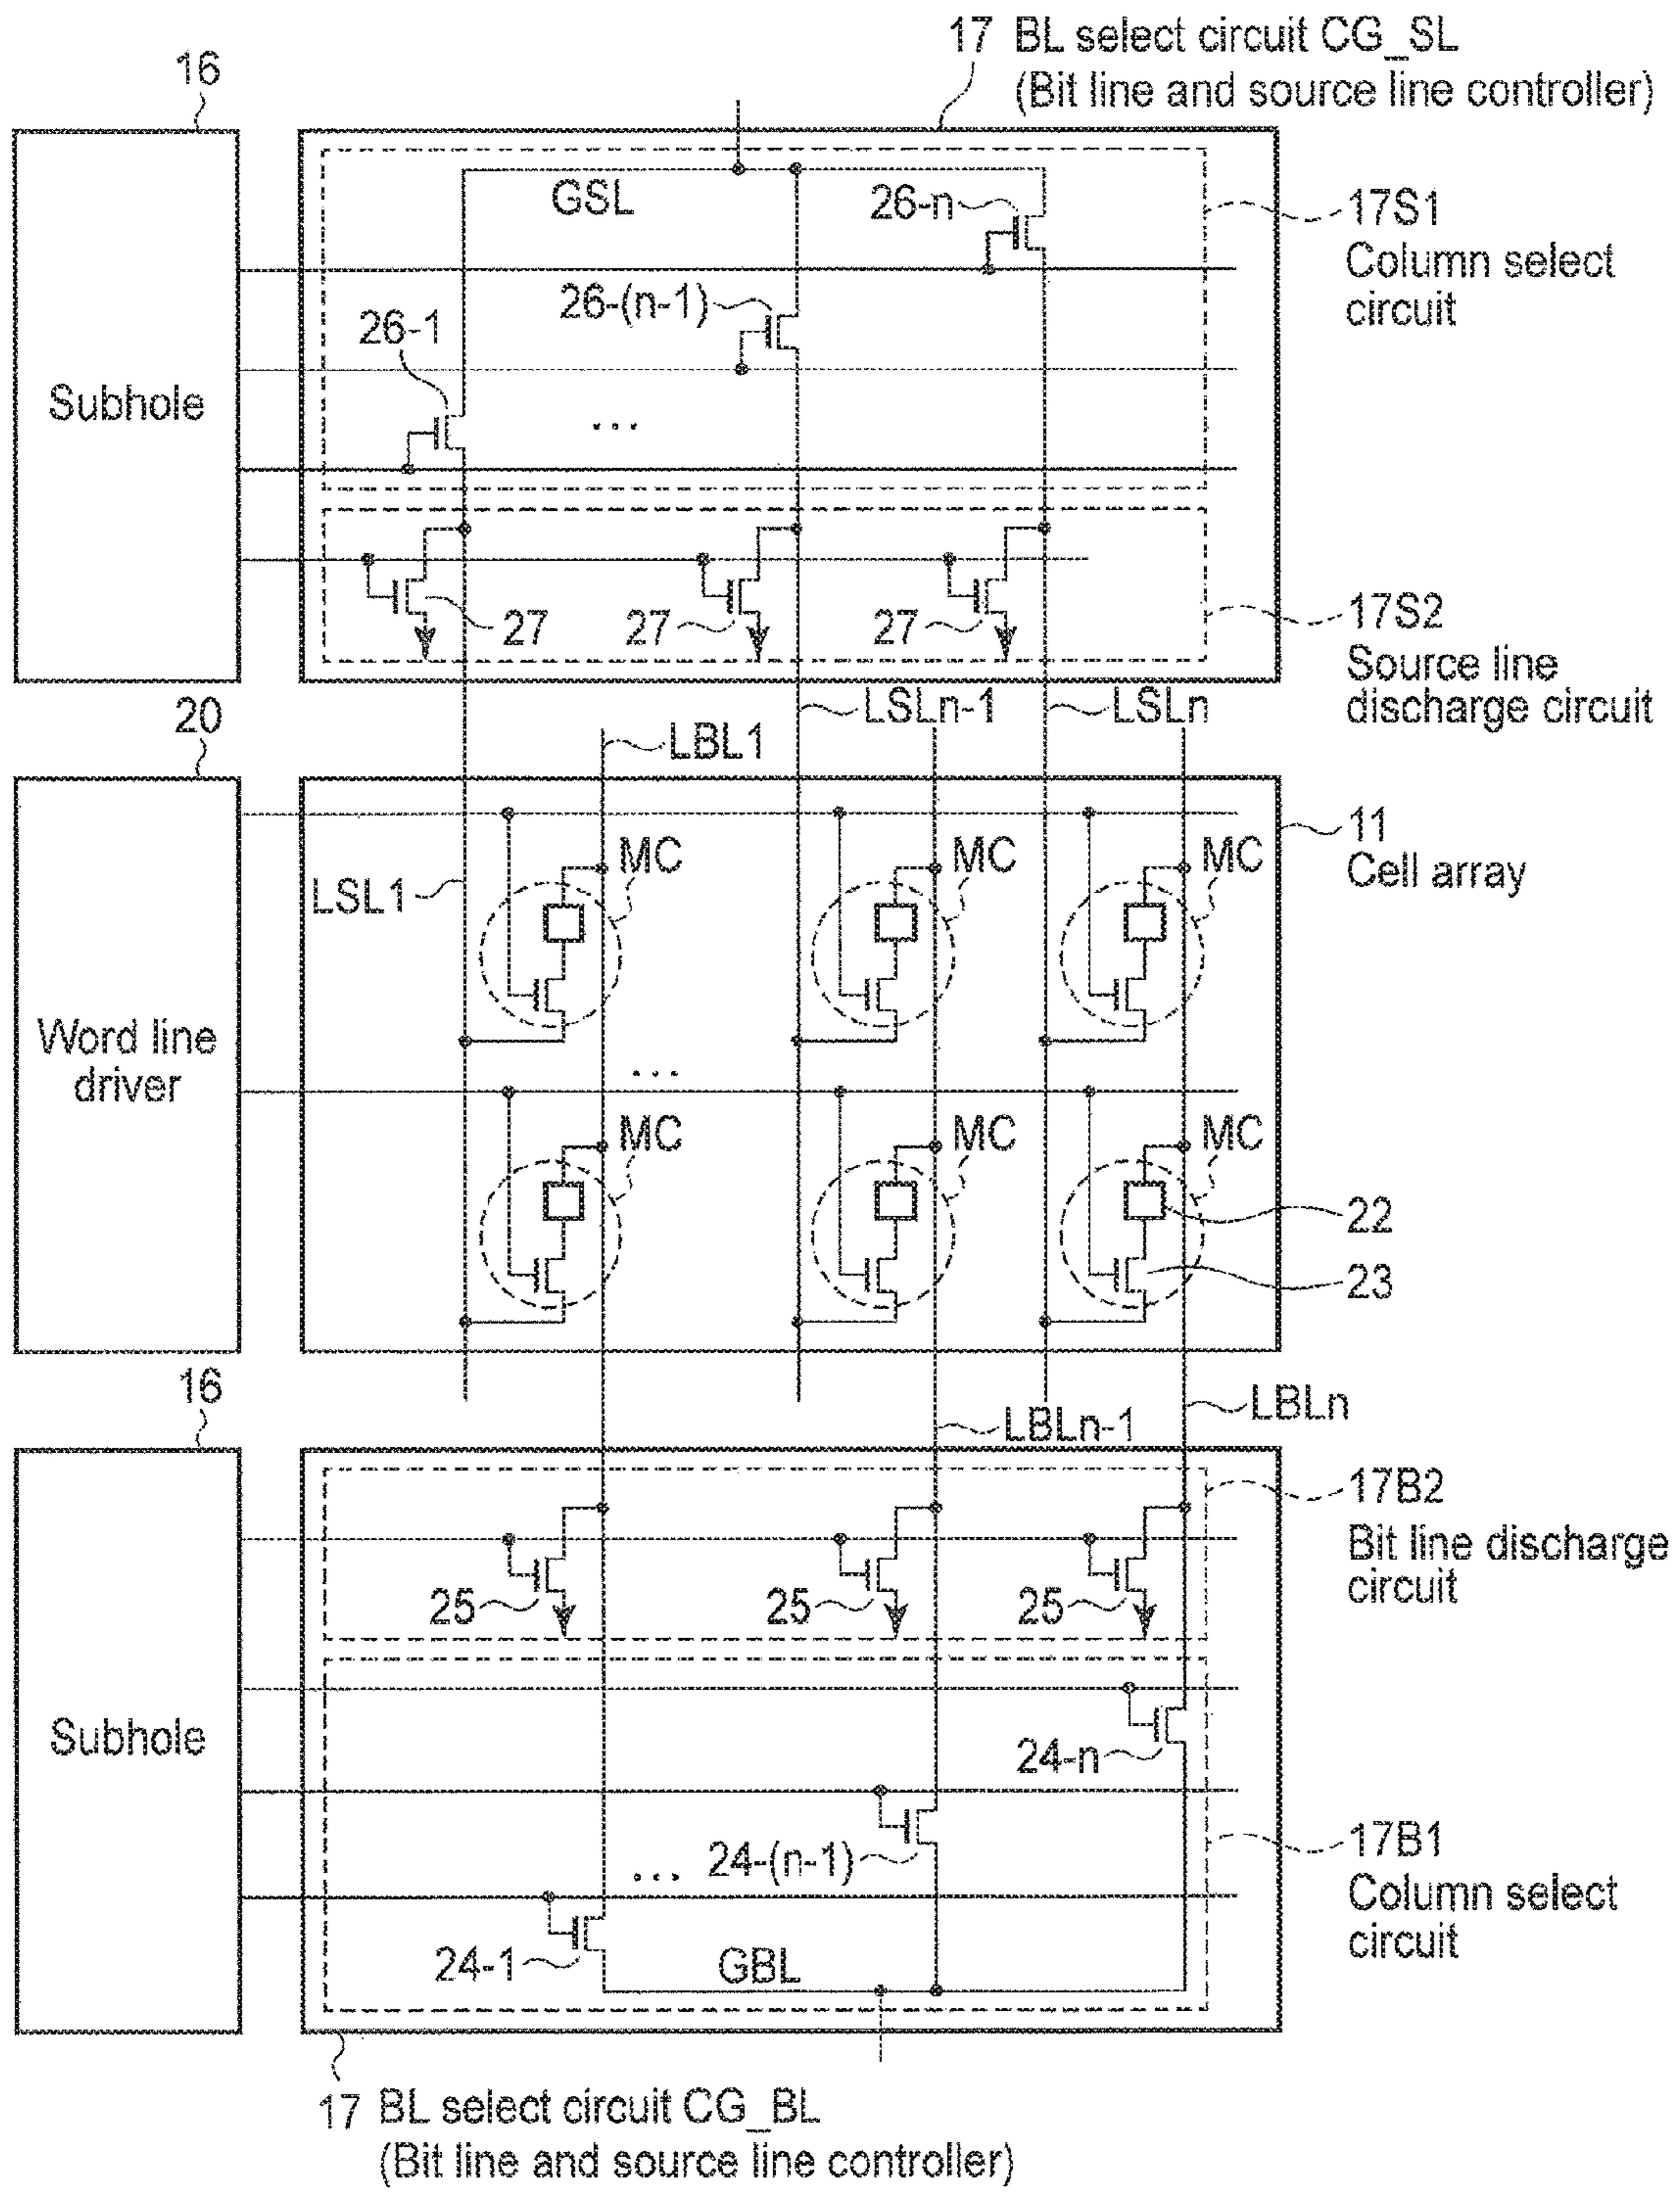 17 BL select circuit CG_SL
(Bit line and source line controller)
16
GSL
26-n
17S1
Column select
circuit
26-(n-1)
26-1
Subhole
...
27
27
27
17S2
Source line
discharge circuit
LSLn-1
LSLn
20
LBL1
11
Cell array
MC
MC
MC
LSL1
Word line
driver
...
MC
MC
MC
22
23
16
LBLn
LBLn-1
17B2
Bit line discharge
circuit
25
25
25
Subhole
24-n
24-(n-1)
...
17B1
Column select
circuit
24-1
GBL
17 BL select circuit CG_BL
(Bit line and source line controller)